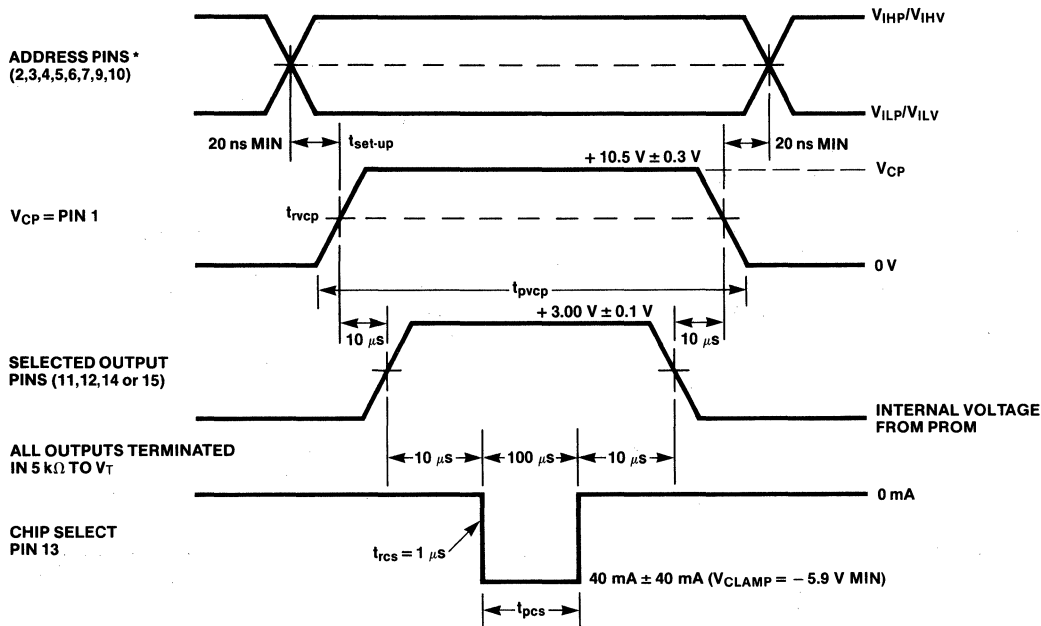 V_IHP/V_IHV
ADDRESS PINS *
(2,3,4,5,6,7,9,10)
V_ILP/V_ILV
20 ns MIN
t_set-up
20 ns MIN
+ 10.5 V ± 0.3 V
V_CP
V_CP = PIN 1
t_rvcp
0 V
t_pvcp
+ 3.00 V ± 0.1 V
10 μs
10 μs
SELECTED OUTPUT
PINS (11,12,14 or 15)
INTERNAL VOLTAGE
FROM PROM
ALL OUTPUTS TERMINATED
IN 5 kΩ TO V_T
10 μs
100 μs
10 μs
0 mA
CHIP SELECT
PIN 13
t_rcs = 1 μs
40 mA ± 40 mA (V_CLAMP = − 5.9 V MIN)
t_pcs